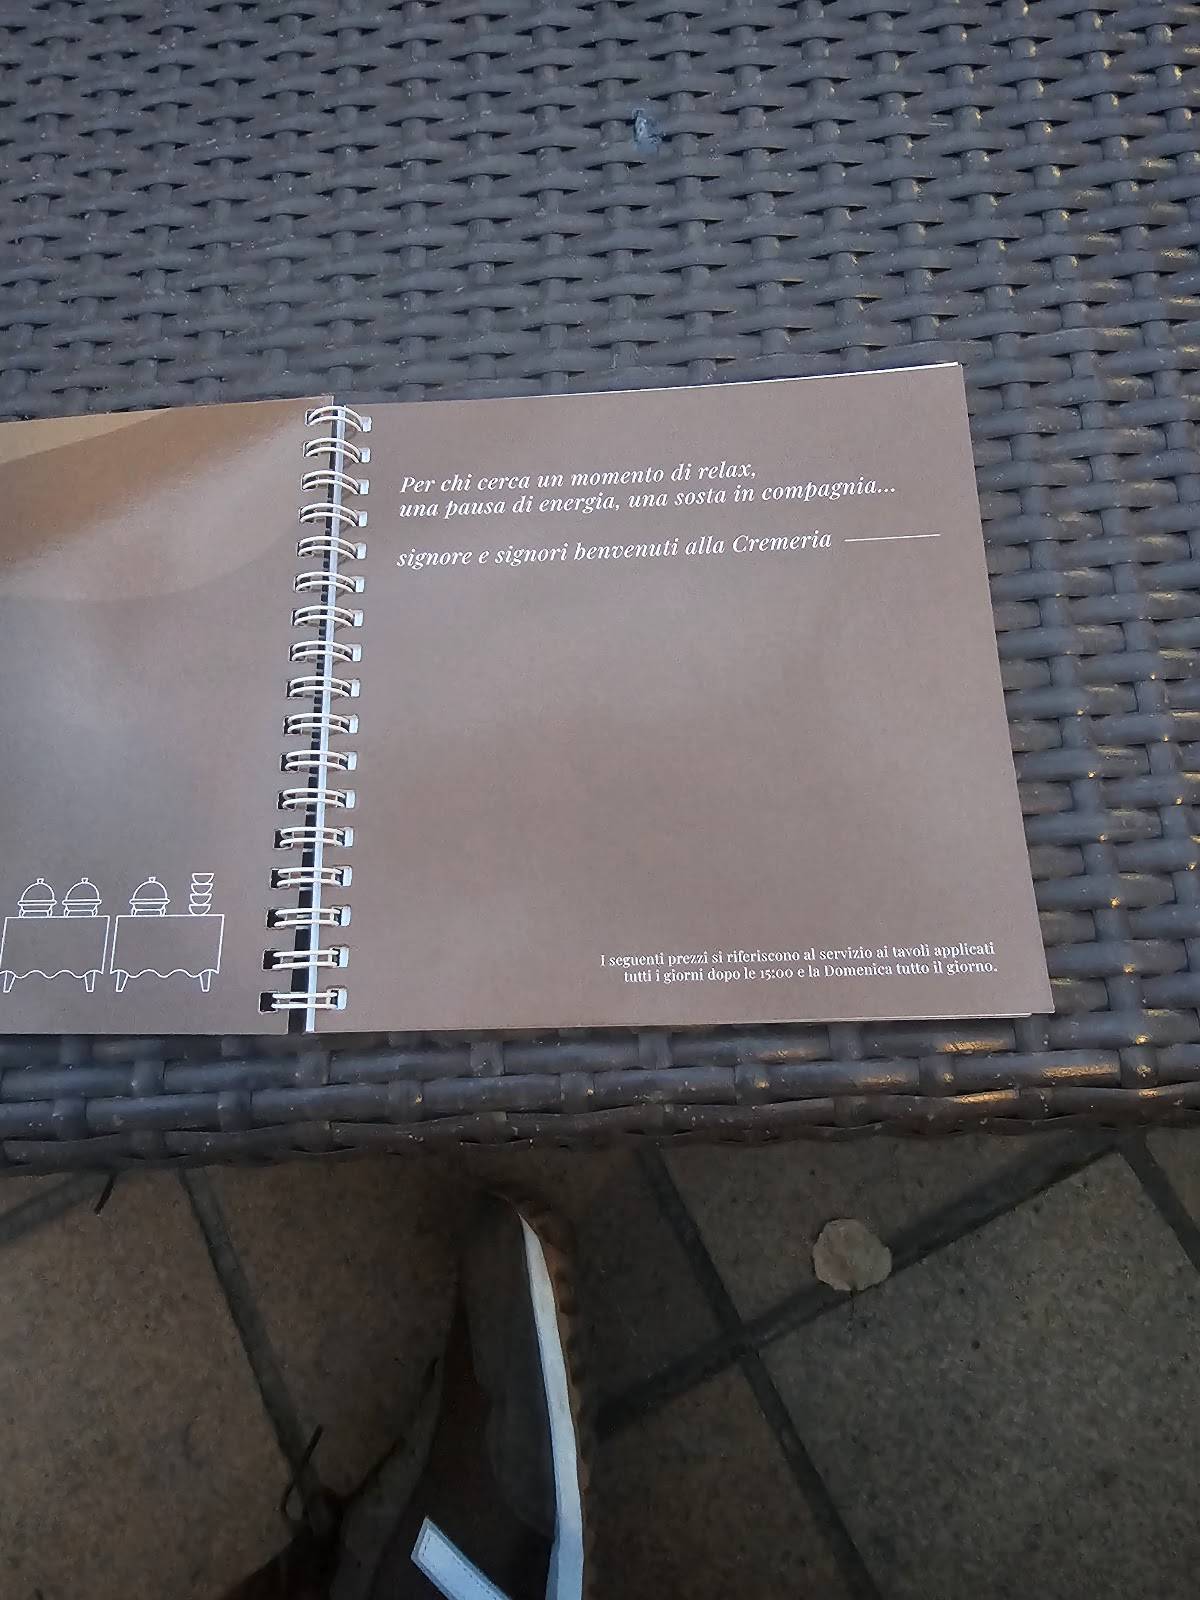 Per chi cerca un momento di relax,
una pausa di energia, una sosta in compagnia...
signore e signori benvenuti alla Cremeria
I seguenti prezzi si riferiscono al servizio ai tavoli applicati
tutti i giorni dopo le 15:00 e la Domenica tutto il giorno.